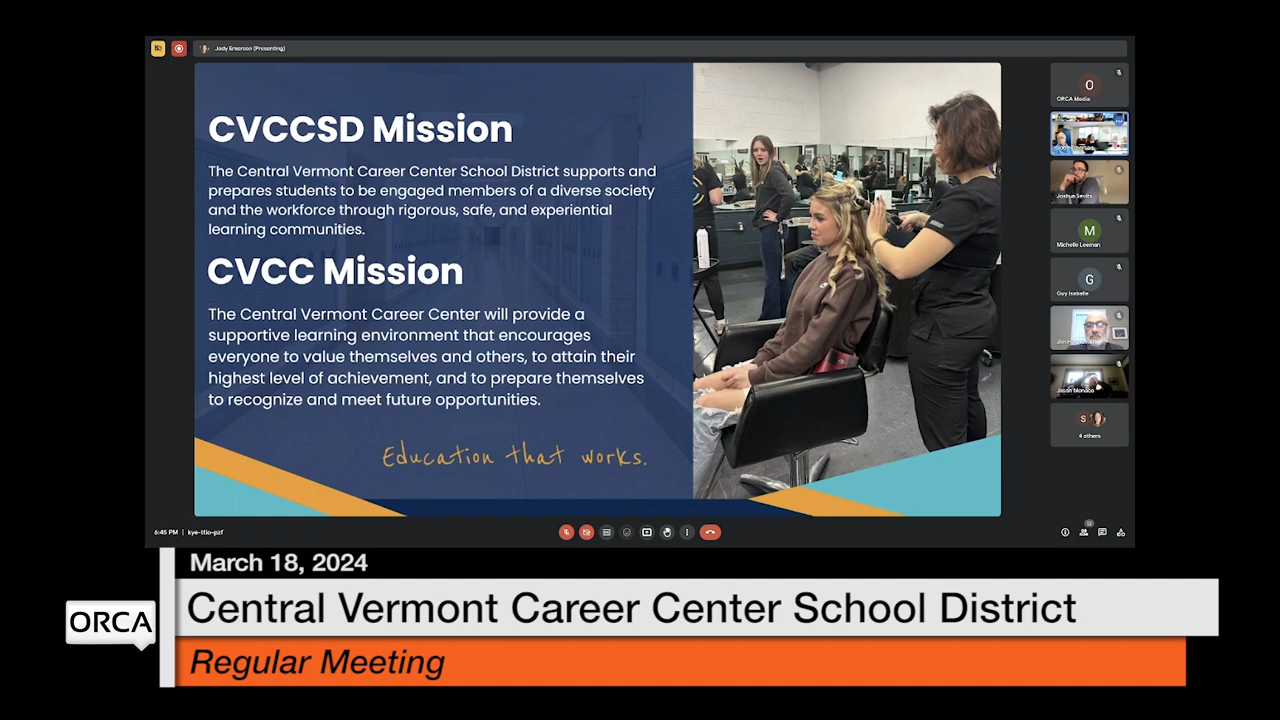 Jody Emerson (Presenting)
CVCCSD Mission
The Central Vermont Career Center School District supports and
prepares students to be engaged members of a diverse society
and the workforce through rigorous, safe, and experiential
learning communities.
CVCC Mission
The Central Vermont Career Center will provide a
supportive learning environment that encourages
everyone to value themselves and others, to attain their
highest level of achievement, and to prepare themselves
to recognize and meet future opportunities.
Education that works.
O
ORCA Media
M
Michelle Leeman
G
Guy Isabelle
Jason Monaco
S
4 others
6:46 PM | kye-ttio-pzf
12
March 18, 2024
ORCA
Central Vermont Career Center School District
Regular Meeting